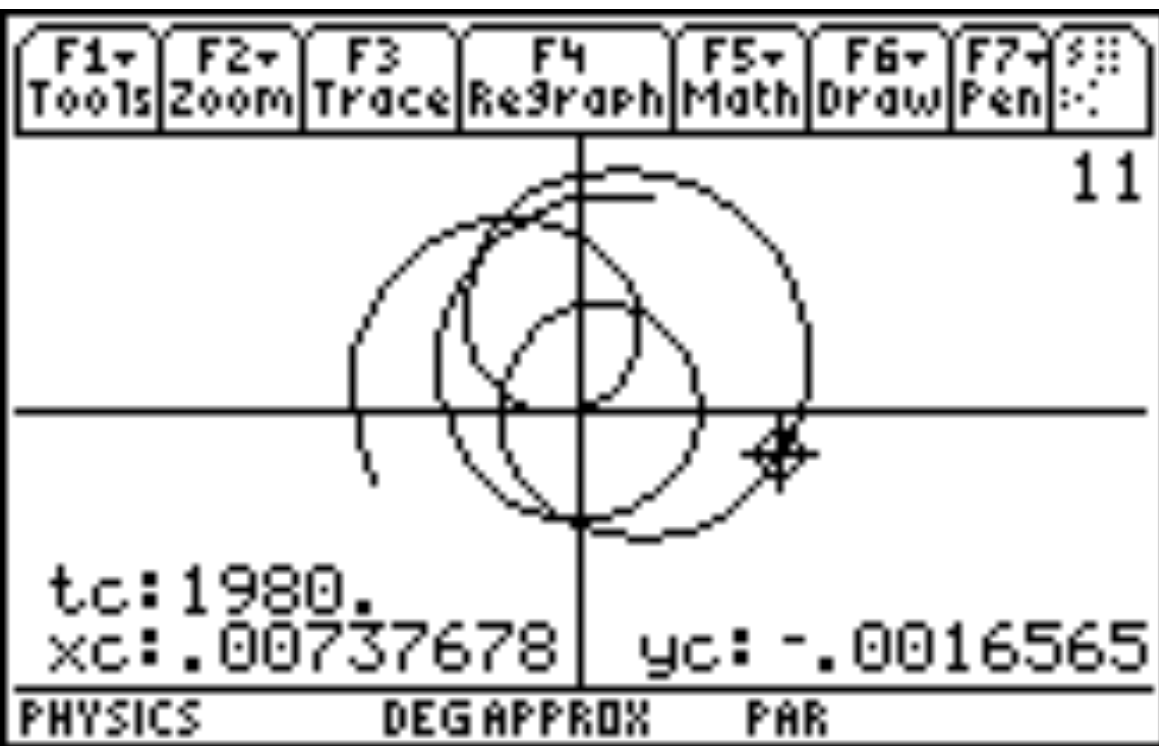 F1 F2 F3 F4 F5 F6 F7
Tools Zoom Trace ReGraph Math Draw Pen
11
tc:1980.
xc:.00737678 yc:-.0016565
PHYSICS DEG APPROX PAR